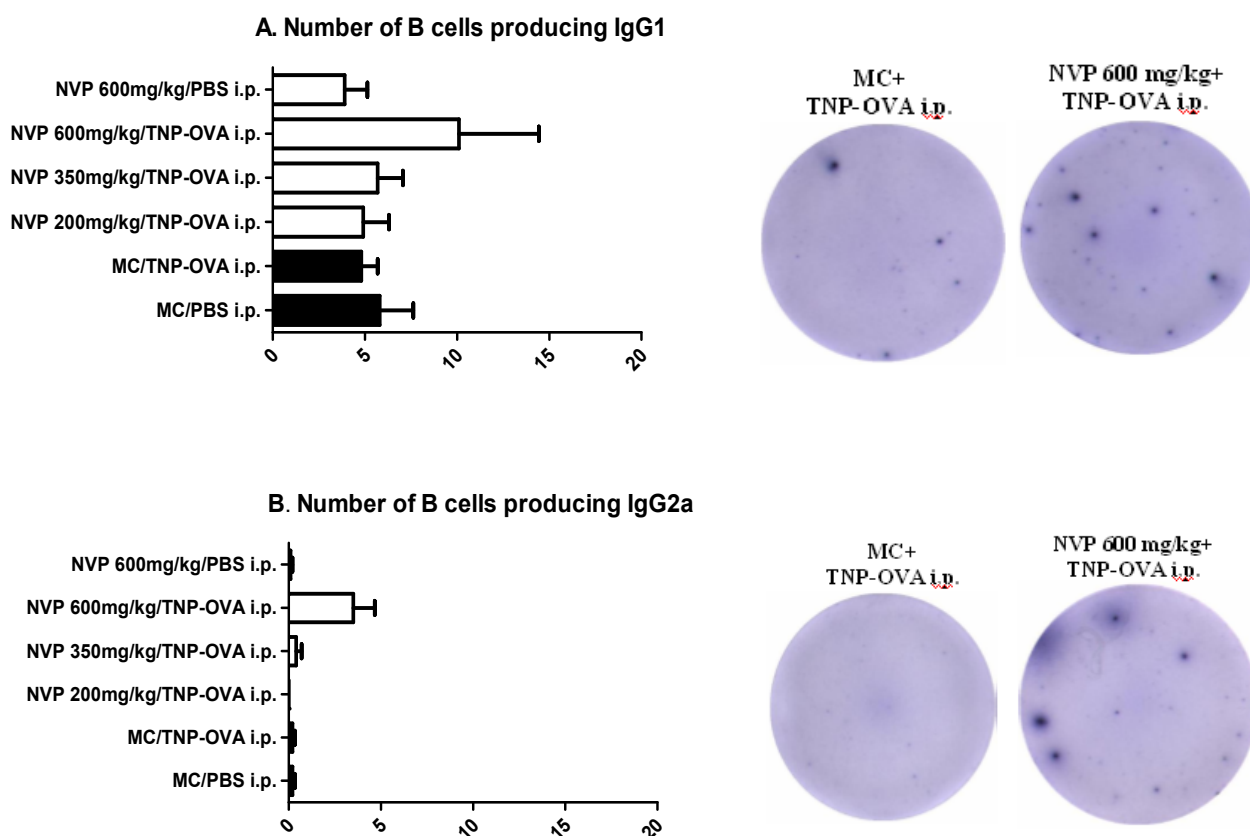 A. Number of B cells producing IgG1
NVP 600mg/kg/PBS i.p.
NVP 600mg/kg/TNP-OVA i.p.
NVP 350mg/kg/TNP-OVA i.p.
NVP 200mg/kg/TNP-OVA i.p.
MC/TNP-OVA i.p.
MC/PBS i.p.
0 5 10 15 20
MC+
TNP-OVA i.p.
NVP 600 mg/kg+
TNP-OVA i.p.
B. Number of B cells producing IgG2a
NVP 600mg/kg/PBS i.p.
NVP 600mg/kg/TNP-OVA i.p.
NVP 350mg/kg/TNP-OVA i.p.
NVP 200mg/kg/TNP-OVA i.p.
MC/TNP-OVA i.p.
MC/PBS i.p.
0 5 10 15 20
MC+
TNP-OVA i.p.
NVP 600 mg/kg+
TNP-OVA i.p.